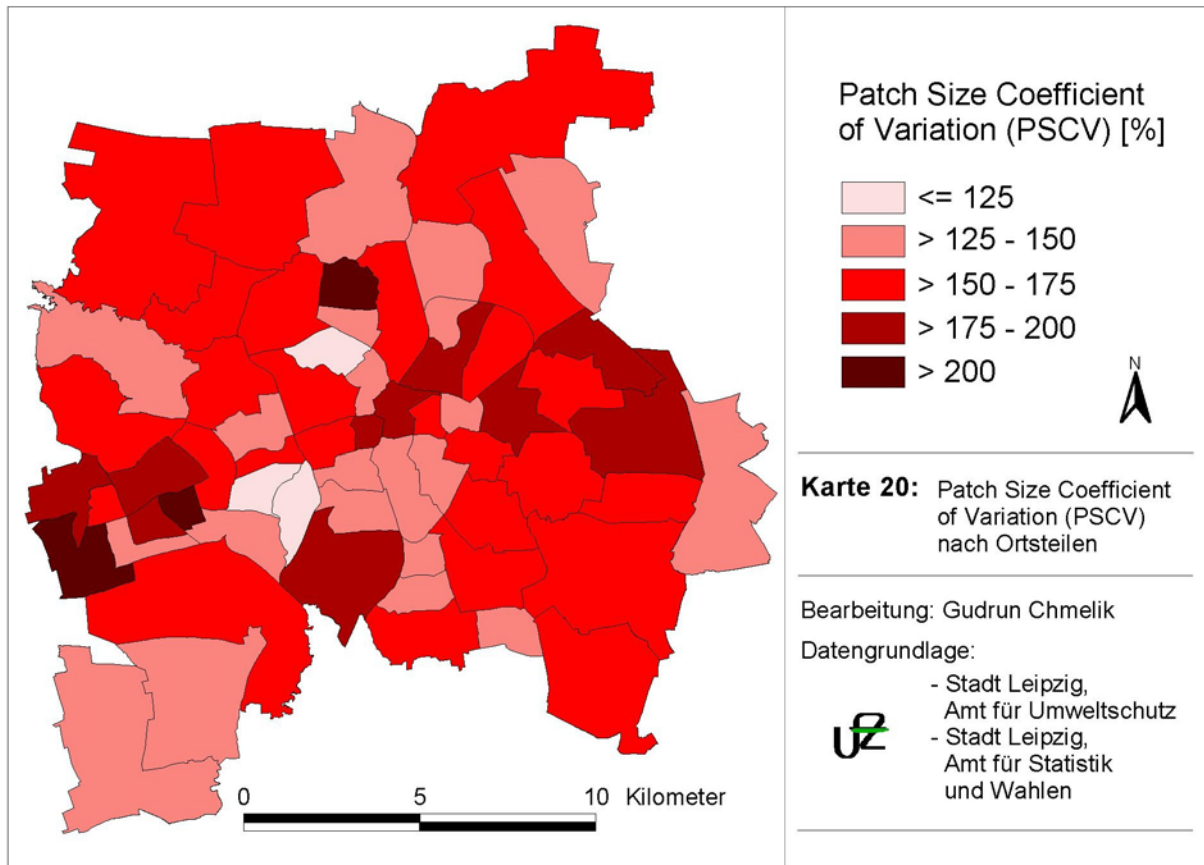 Patch Size Coefficient
of Variation (PSCV) [%]
<= 125
> 125 - 150
> 150 - 175
> 175 - 200
> 200
N
Karte 20: Patch Size Coefficient
of Variation (PSCV)
nach Ortsteilen
Bearbeitung: Gudrun Chmelik
Datengrundlage:
- Stadt Leipzig,
Amt für Umweltschutz
- Stadt Leipzig,
Amt für Statistik
und Wahlen
UFZ
0 5 10 Kilometer